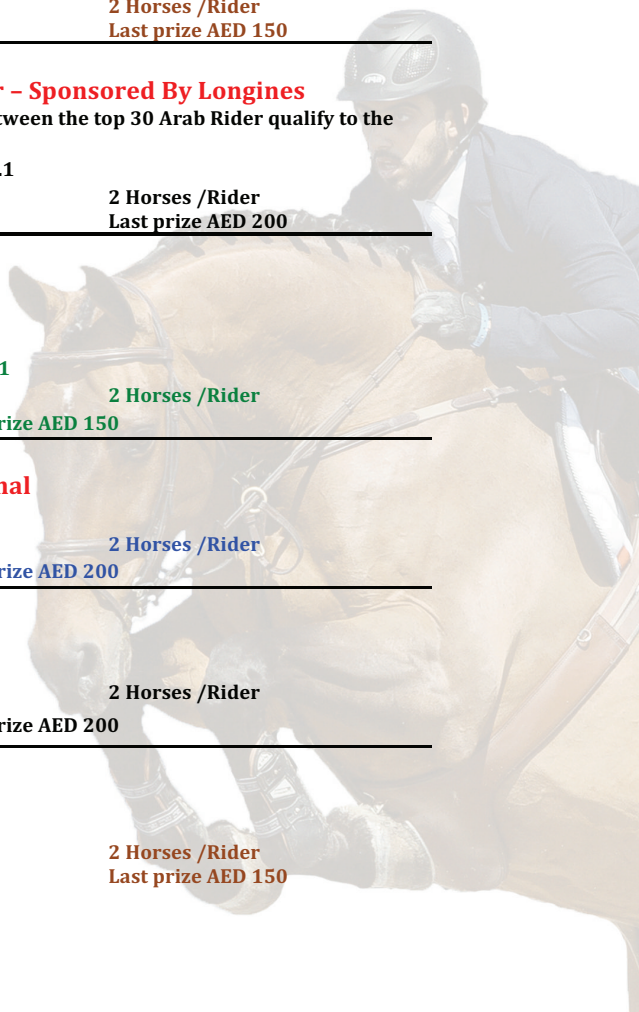 2 Horses /Rider
Last prize AED 150
r – Sponsored By Longines
tween the top 30 Arab Rider qualify to the
.1
2 Horses /Rider
Last prize AED 200
1
2 Horses /Rider
rize AED 150
nal
2 Horses /Rider
rize AED 200
2 Horses /Rider
rize AED 200
2 Horses /Rider
Last prize AED 150